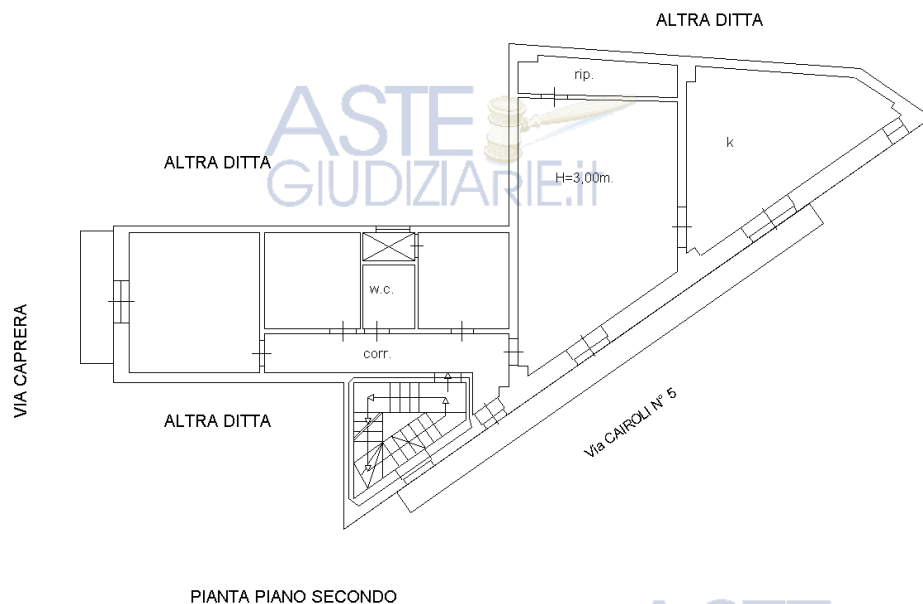 ALTRA DITTA
rip.
ASTE
GIUDIZIARIE.it
k
ALTRA DITTA
H=3,00m.
w.c.
VIA CAPRERA
corr.
ALTRA DITTA
Via CAIROLI N° 5
PIANTA PIANO SECONDO
ASTE